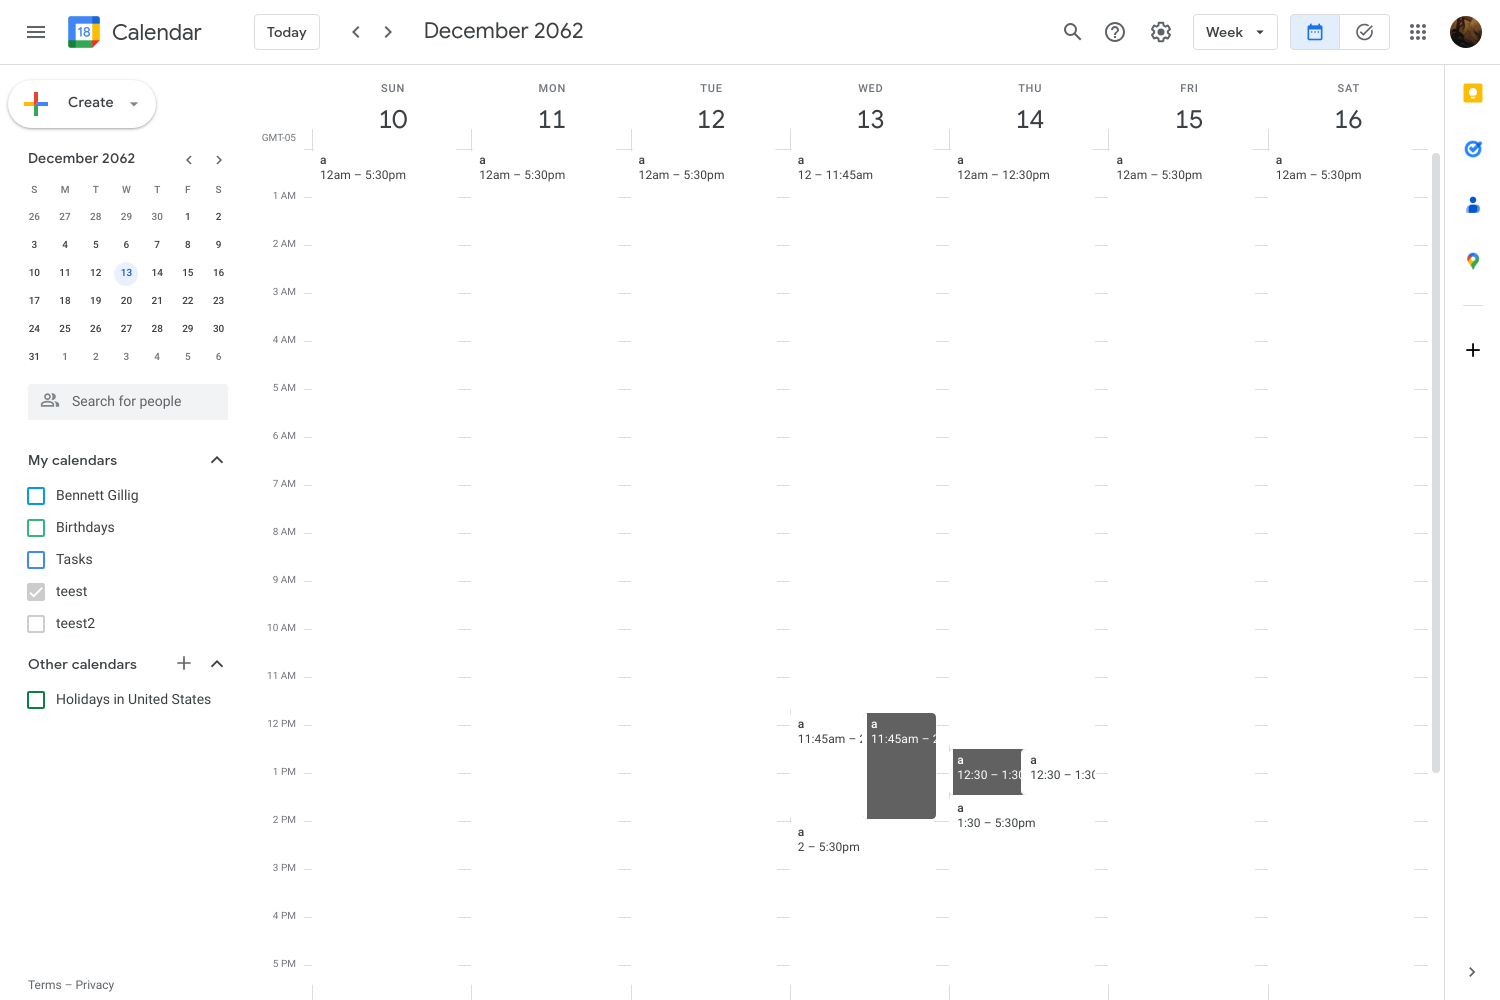 18 Calendar Today December 2062 Week
Create
December 2062
S M T W T F S
26 27 28 29 30 1 2
3 4 5 6 7 8 9
10 11 12 13 14 15 16
17 18 19 20 21 22 23
24 25 26 27 28 29 30
31 1 2 3 4 5 6
Search for people
My calendars
Bennett Gillig
Birthdays
Tasks
teest
teest2
Other calendars
Holidays in United States
Terms – Privacy
SUN MON TUE WED THU FRI SAT
10 11 12 13 14 15 16
GMT-05
a a a a a a a
12am – 5:30pm 12am – 5:30pm 12am – 5:30pm 12 – 11:45am 12am – 12:30pm 12am – 5:30pm 12am – 5:30pm
1 AM
2 AM
3 AM
4 AM
5 AM
6 AM
7 AM
8 AM
9 AM
10 AM
11 AM
12 PM a a
11:45am – 2 11:45am – 2
a a
1 PM 12:30 – 1:30 12:30 – 1:30
a
2 PM 1:30 – 5:30pm
a
2 – 5:30pm
3 PM
4 PM
5 PM